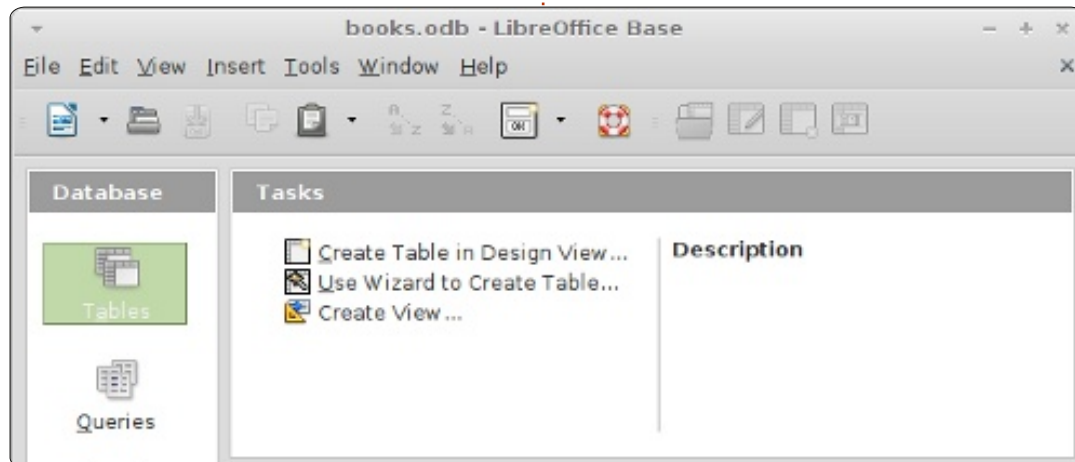 books.odb - LibreOffice Base
File Edit View Insert Tools Window Help
Database
Tasks
Tables
Queries
Create Table in Design View...
Use Wizard to Create Table...
Create View...
Description